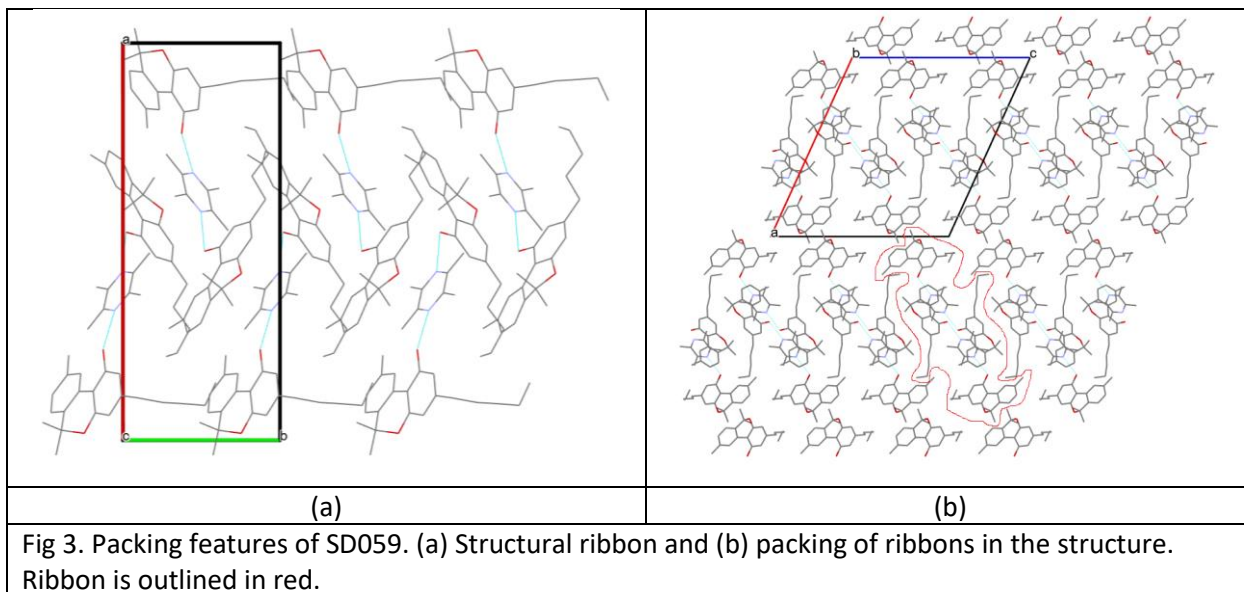 a
c
b
b
c
a
(a)
(b)
Fig 3. Packing features of SD059. (a) Structural ribbon and (b) packing of ribbons in the structure.
Ribbon is outlined in red.